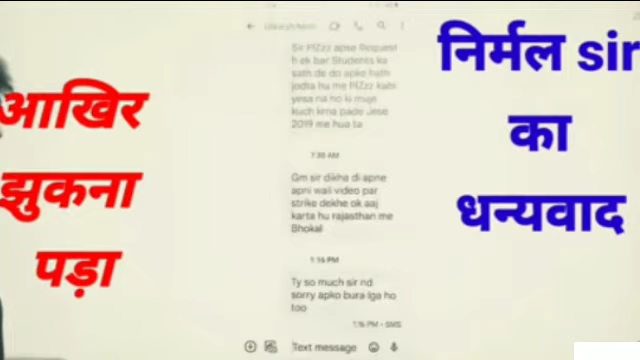 आखिर
झुकना
पड़ा
Sir PlZzz apse Request
h ek bar Students ka
sath de do apke hath
jodta hu me PlZzz kahi
yesa na ho ki muje
kuch krna pade Jese
2019 me hua ta
7:30 AM
Gm sir dikha di apne
apni wali video par
strike dekhe ok aaj
karta hu rajasthan me
Bhokal
1:16 PM
Ty so much sir nd
sorry apko bura lga ho
too
1:16 PM • SMS
Text message
निर्मल sir
का
धन्यवाद